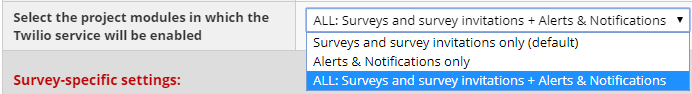 Select the project modules in which the
Twilio service will be enabled
ALL: Surveys and survey invitations + Alerts & Notifications
Surveys and survey invitations only (default)
Alerts & Notifications only
ALL: Surveys and survey invitations + Alerts & Notifications
Survey-specific settings: